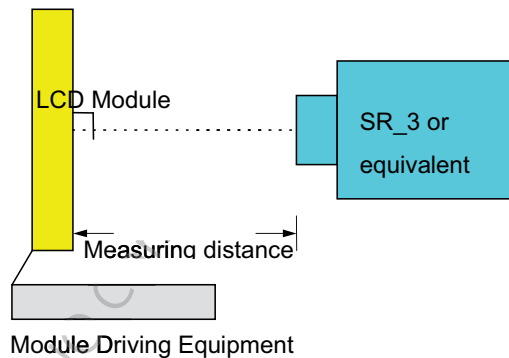 LCD Module
SR_3 or
equivalent
Measuring distance
Module Driving Equipment